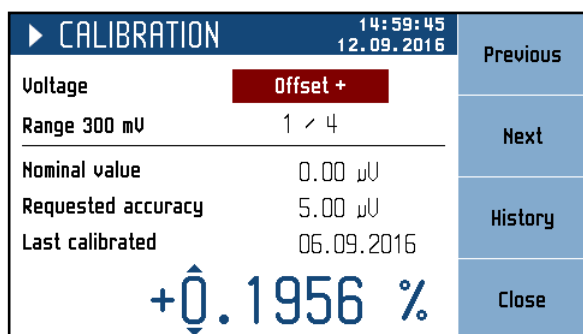 ▶ CALIBRATION
14:59:45
12.09.2016
Voltage Offset +
Range 300 mV 1 / 4
Nominal value 0.00 µV
Requested accuracy 5.00 µV
Last calibrated 06.09.2016
+0.1956 %
Previous
Next
History
Close